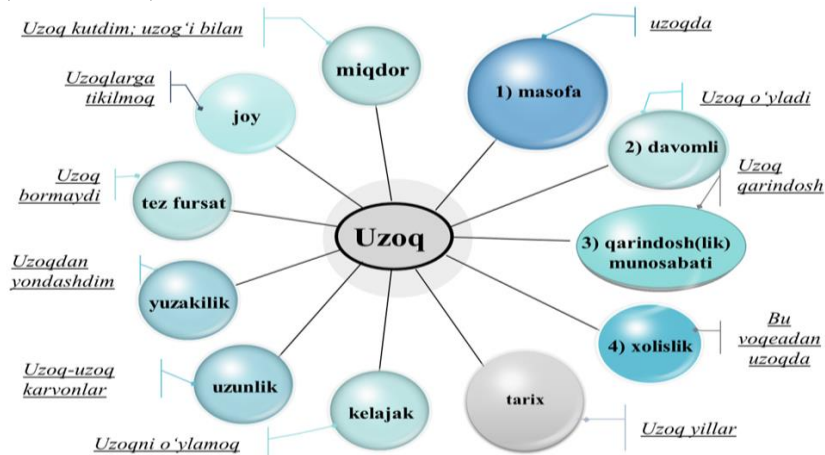 Uzoq kutdim; uzog‘i bilan
miqdor
uzoqda
1) masofa
Uzoqlarga
tikilmoq
joy
Uzoq o‘yladi
2) davomli
Uzoq
bormaydi
tez fursat
Uzoq
qarindosh
Uzoq
3) qarindosh(lik)
munosabati
Uzoqdan
yondashdim
yuzakilik
4) xolislik
Bu
voqeadan
uzoqda
Uzoq-uzoq
karvonlar
uzunlik
kelajak
tarix
Uzoqni o‘ylamoq
Uzoq yillar